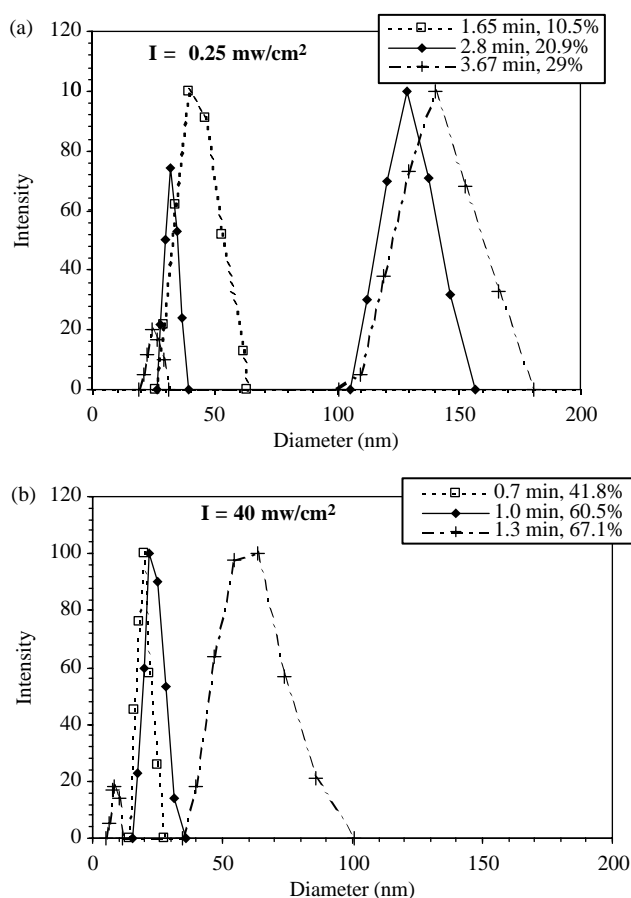 (a)
I = 0.25 mw/cm²
1.65 min, 10.5%
2.8 min, 20.9%
3.67 min, 29%
120
10
80
60
40
20
0
Intensity
0 50 100 150 200
Diameter (nm)
(b)
I = 40 mw/cm²
0.7 min, 41.8%
1.0 min, 60.5%
1.3 min, 67.1%
120
100
80
60
40
20
0
Intensity
0 50 100 150 200
Diameter (nm)